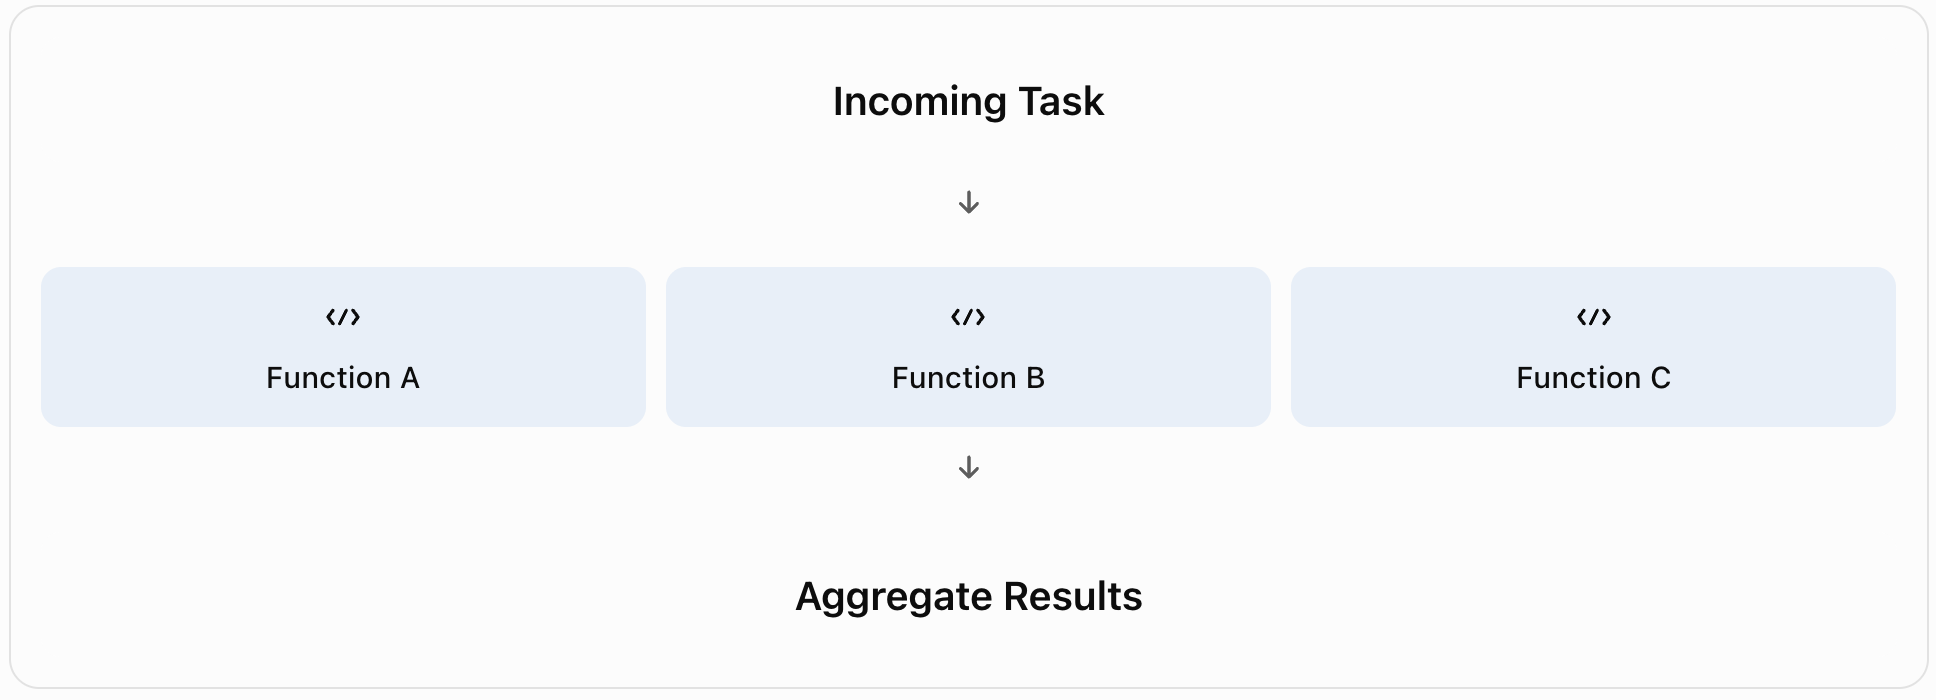 Incoming Task
Function A
Function B
Function C
Aggregate Results